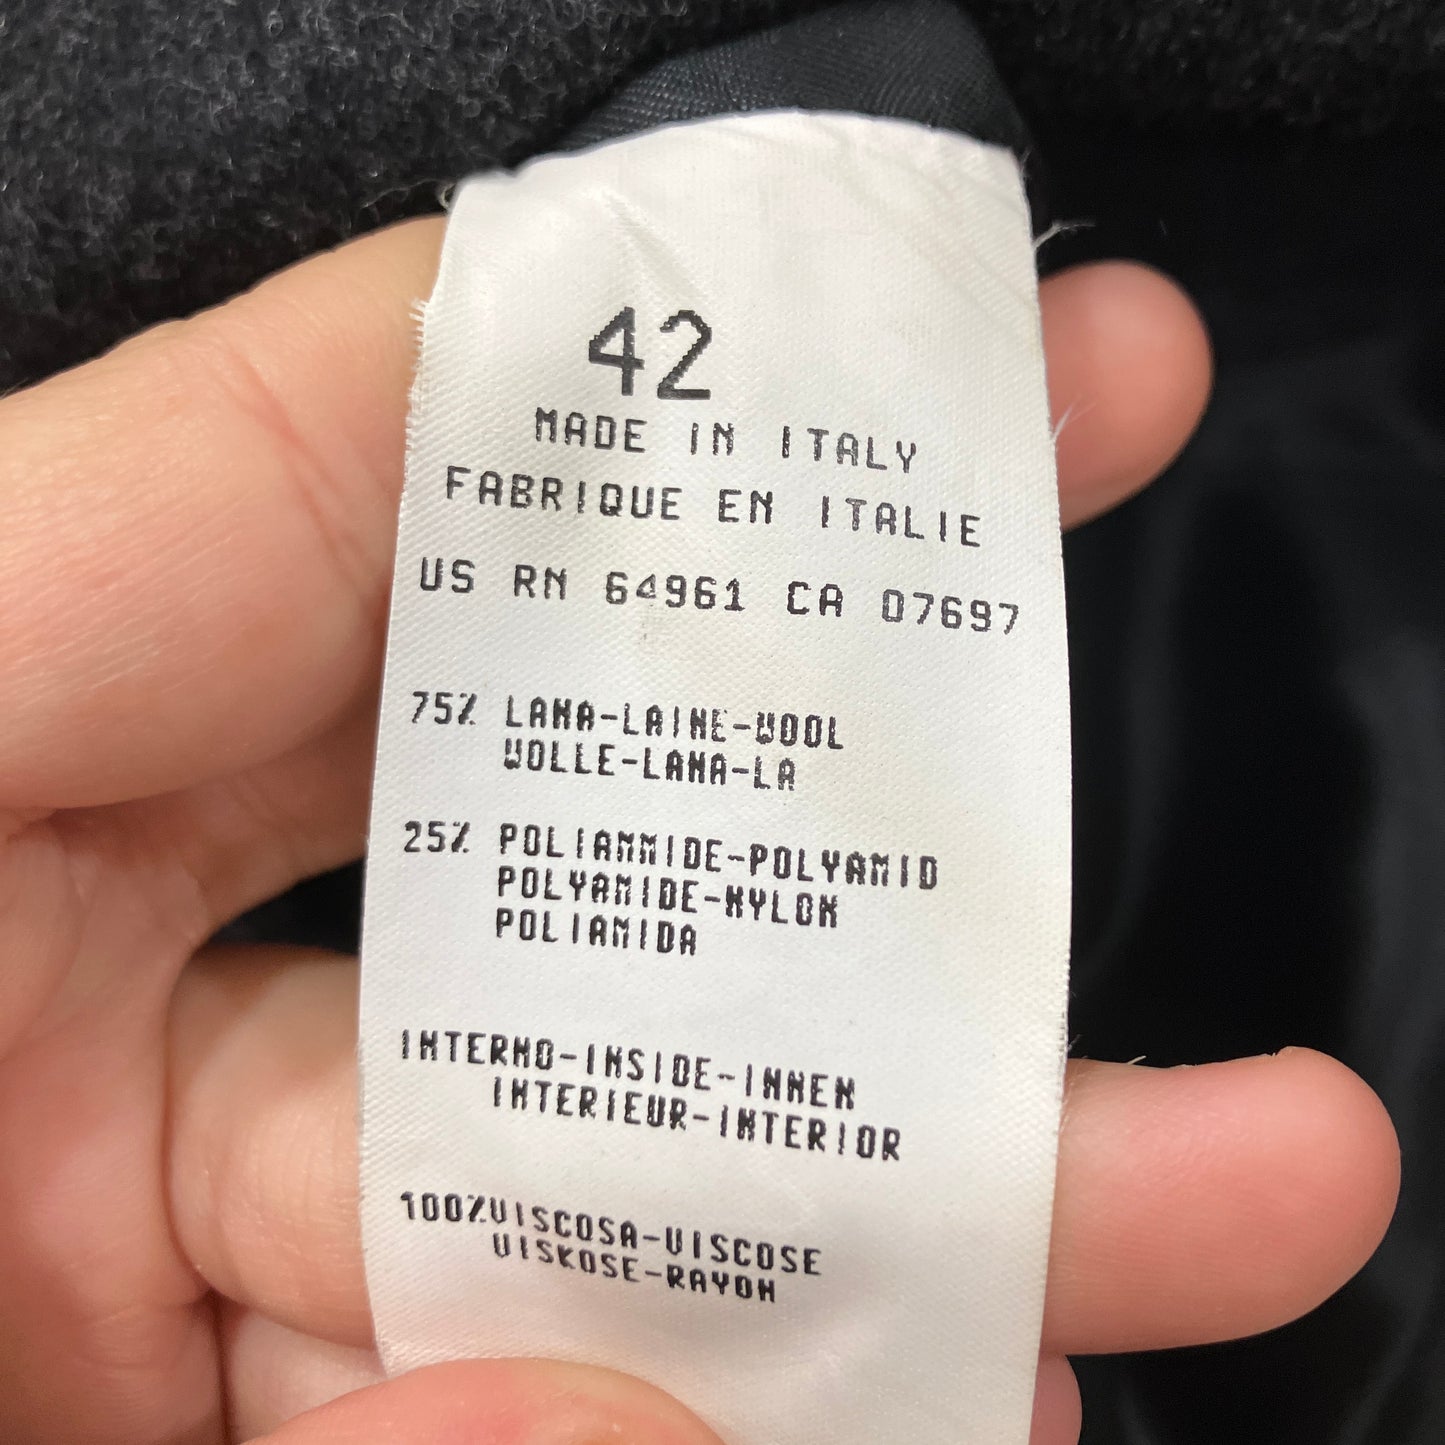 42
MADE IN ITALY
FABRIQUE EN ITALIE
US RN 64961 CA 07697
75% LANA-LAINE-WOOL
WOLLE-LANA-LA
25% POLIAMMIDE-POLYAMID
POLYAMIDE-NYLON
POLIAMIDA
INTERNO-INSIDE-INNEN
INTERIEUR-INTERIOR
100%VISCOSA-VISCOSE
VISKOSE-RAYON